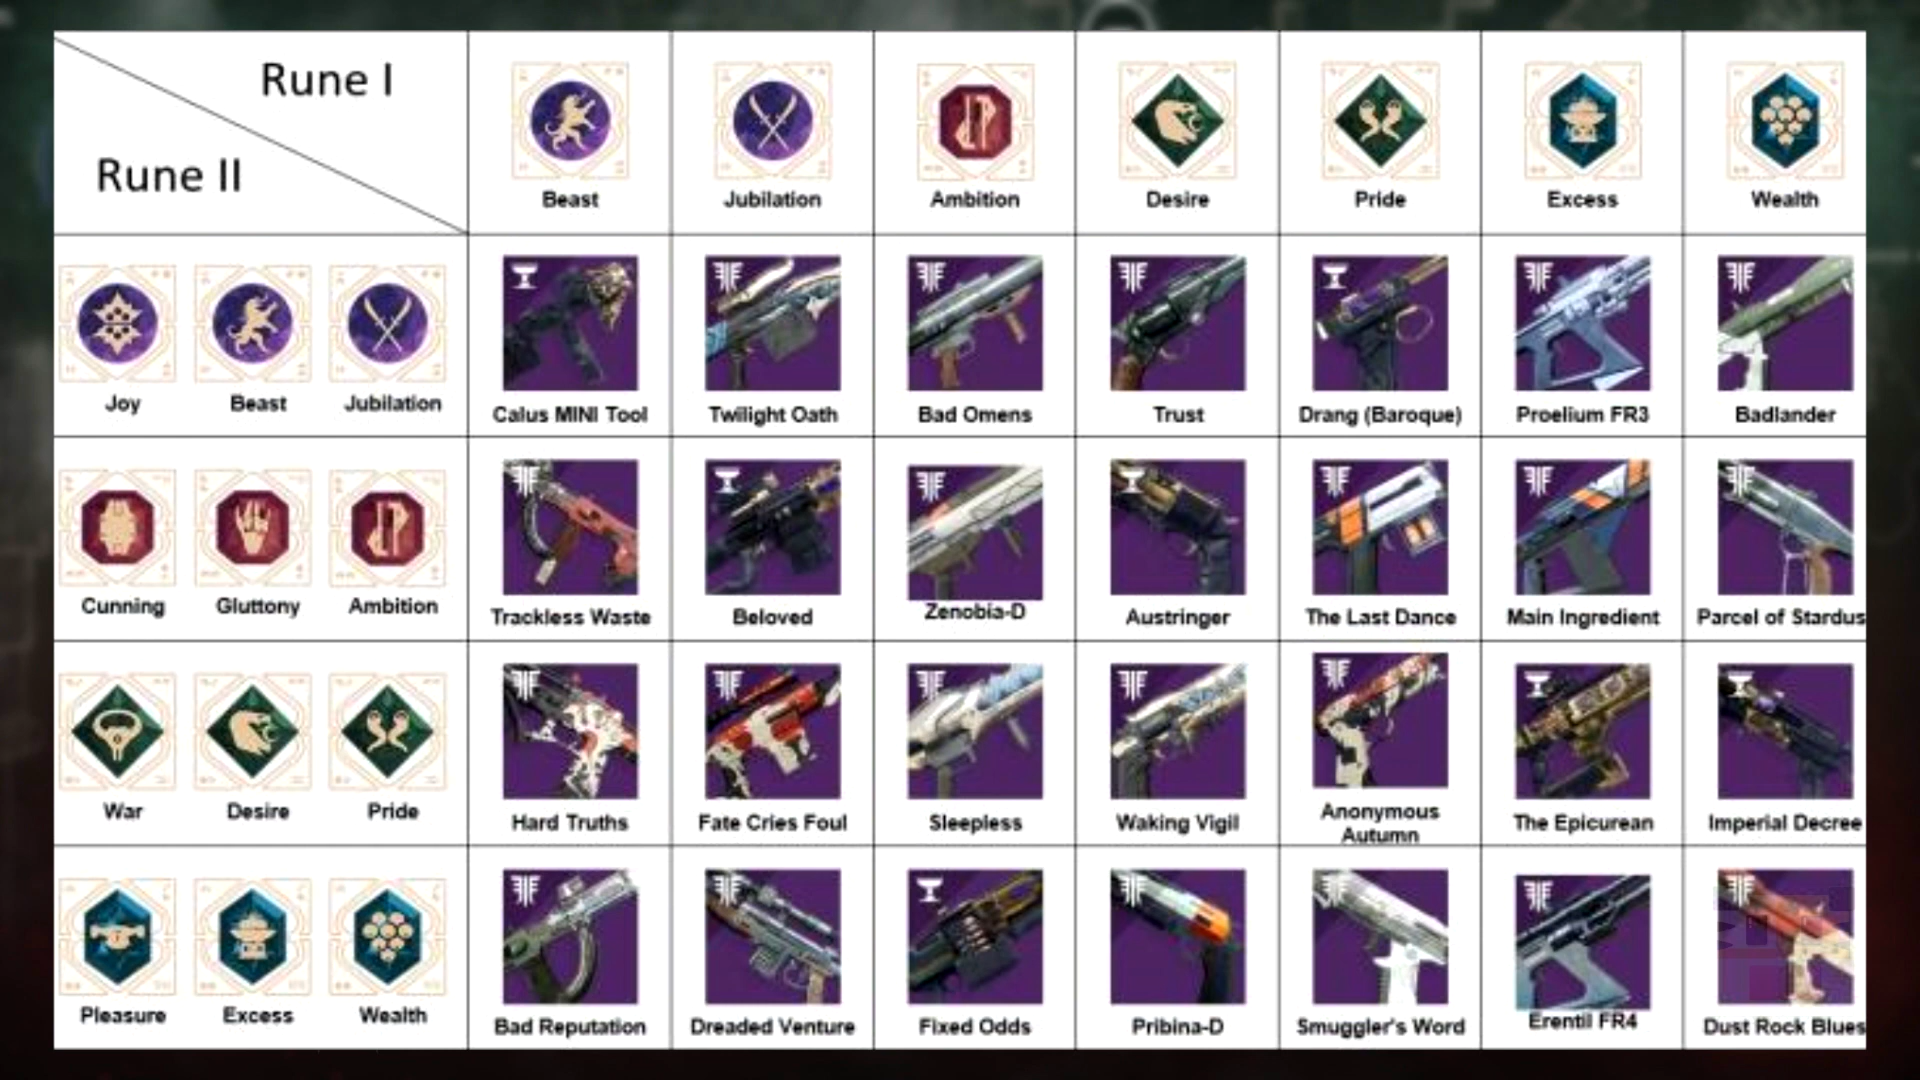 Rune I
Rune II
Beast Jubilation Ambition Desire Pride Excess Wealth
Joy Beast Jubilation
Calus MINI Tool Twilight Oath Bad Omens Trust Drang (Baroque) Proelium FR3 Badlander
Cunning Gluttony Ambition
Trackless Waste Beloved Zenobia-D Austringer The Last Dance Main Ingredient Parcel of Stardus
War Desire Pride
Hard Truths Fate Cries Foul Sleepless Waking Vigil Anonymous Autumn The Epicurean Imperial Decree
Pleasure Excess Wealth
Bad Reputation Dreaded Venture Fixed Odds Pribina-D Smuggler's Word Erentil FR4 Dust Rock Blues